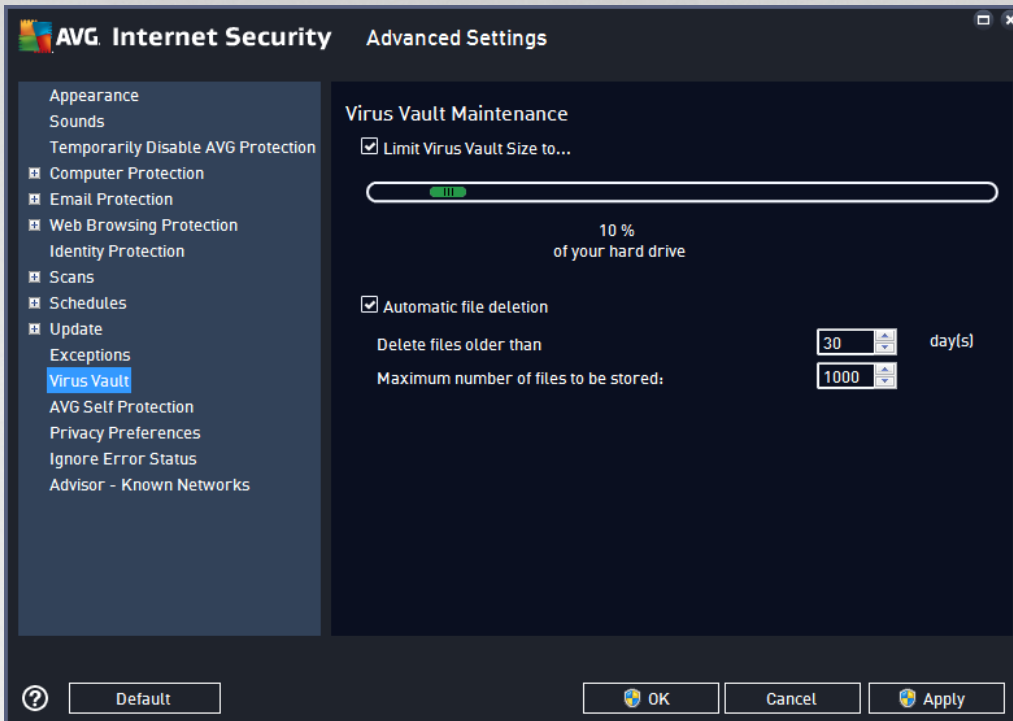 AVG. Internet Security Advanced Settings
Appearance
Sounds
Temporarily Disable AVG Protection
Computer Protection
Email Protection
Web Browsing Protection
Identity Protection
Scans
Schedules
Update
Exceptions
Virus Vault
AVG Self Protection
Privacy Preferences
Ignore Error Status
Advisor - Known Networks
Virus Vault Maintenance
Limit Virus Vault Size to...
10 %
of your hard drive
Automatic file deletion
Delete files older than 30 day(s)
Maximum number of files to be stored: 1000
? Default OK Cancel Apply